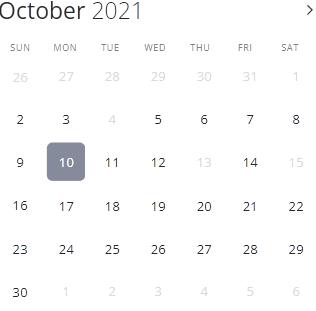 October 2021
SUN MON TUE WED THU FRI SAT
26 27 28 29 30 31 1
2 3 4 5 6 7 8
9 10 11 12 13 14 15
16 17 18 19 20 21 22
23 24 25 26 27 28 29
30 1 2 3 4 5 6